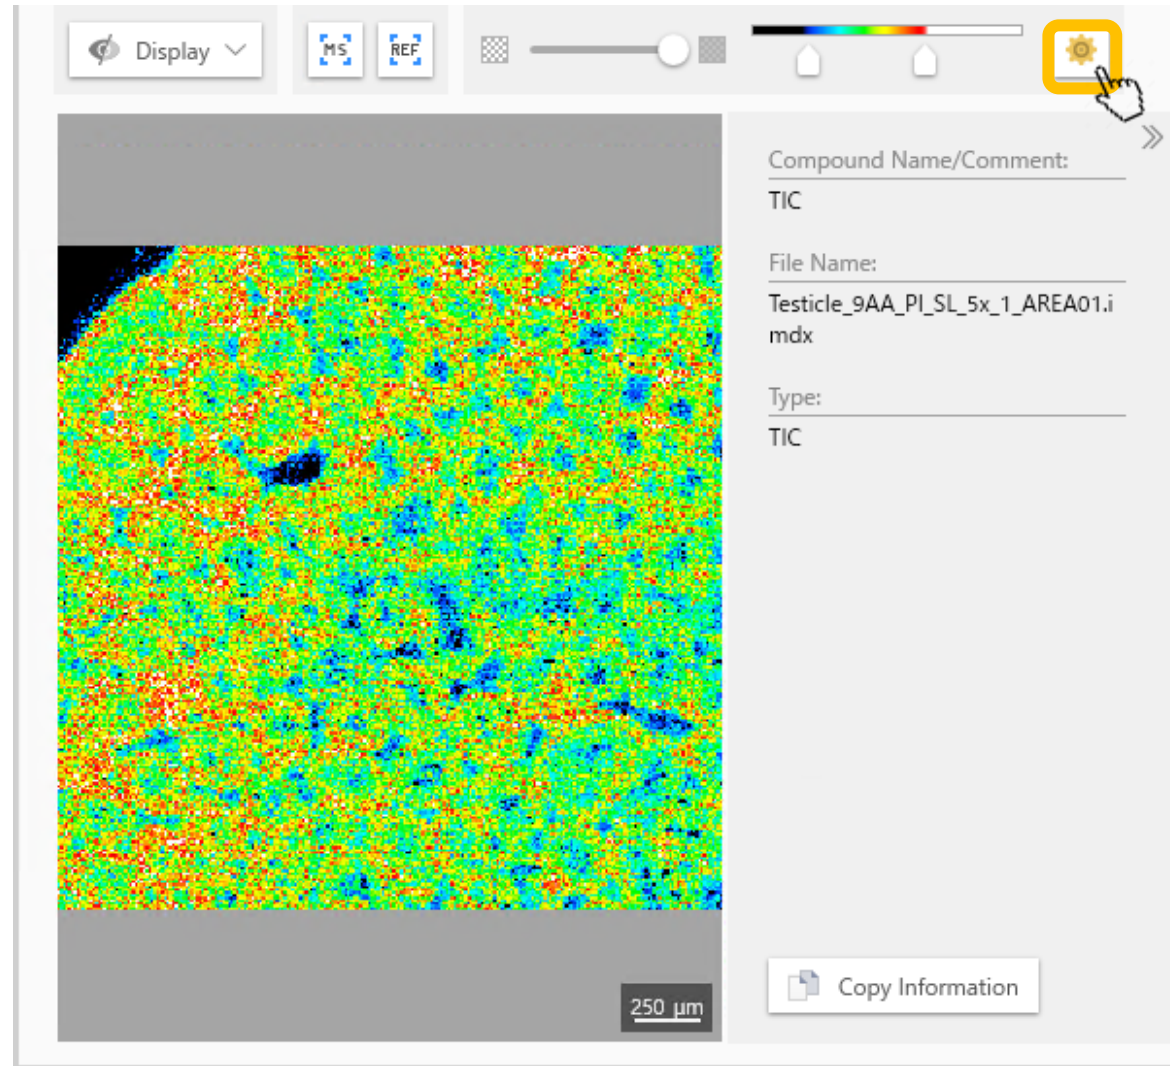 Display
MS
REF
Compound Name/Comment:
TIC
File Name:
Testicle_9AA_PI_SL_5x_1_AREA01.i
mdx
Type:
TIC
Copy Information
250 µm